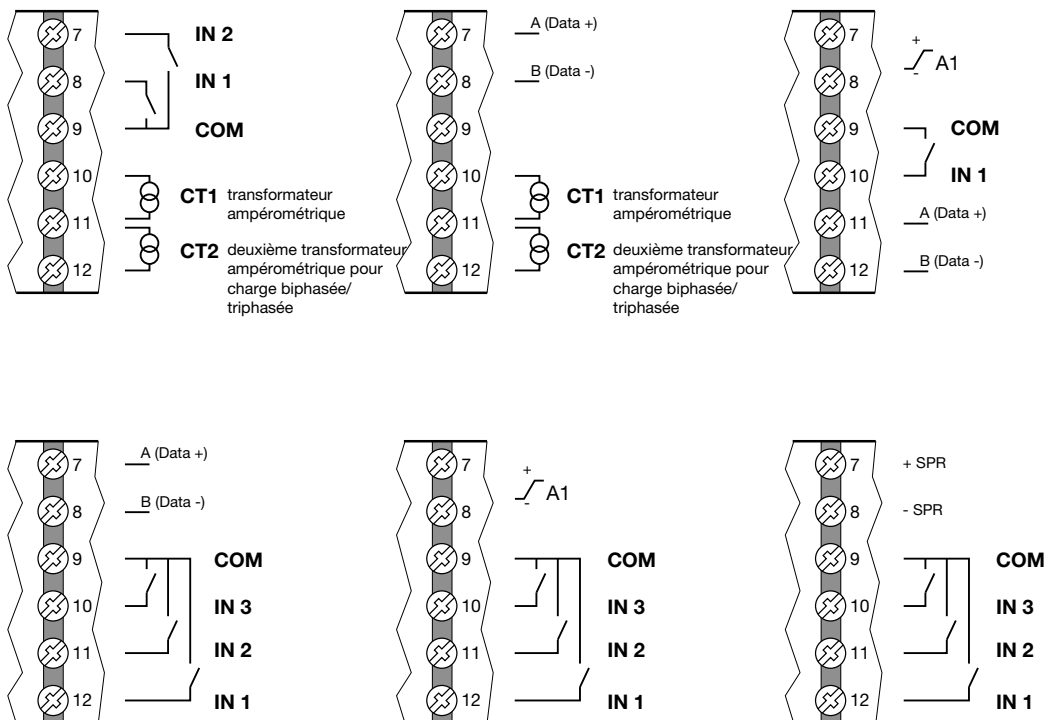 7 IN 2
8 IN 1
9 COM
10
CT1 transformateur
ampérométrique
11
12
CT2 deuxième transformateur
ampérométrique pour
charge biphasée/
triphasée
7 A (Data +)
8 B (Data -)
9
10
CT1 transformateur
ampérométrique
11
12
CT2 deuxième transformateur
ampérométrique pour
charge biphasée/
triphasée
7
+
- A1
8
9 COM
10 IN 1
11 A (Data +)
12 B (Data -)
7 A (Data +)
8 B (Data -)
9 COM
10 IN 3
11 IN 2
12 IN 1
7
+
- A1
8
9 COM
10 IN 3
11 IN 2
12 IN 1
7 + SPR
8 - SPR
9 COM
10 IN 3
11 IN 2
12 IN 1